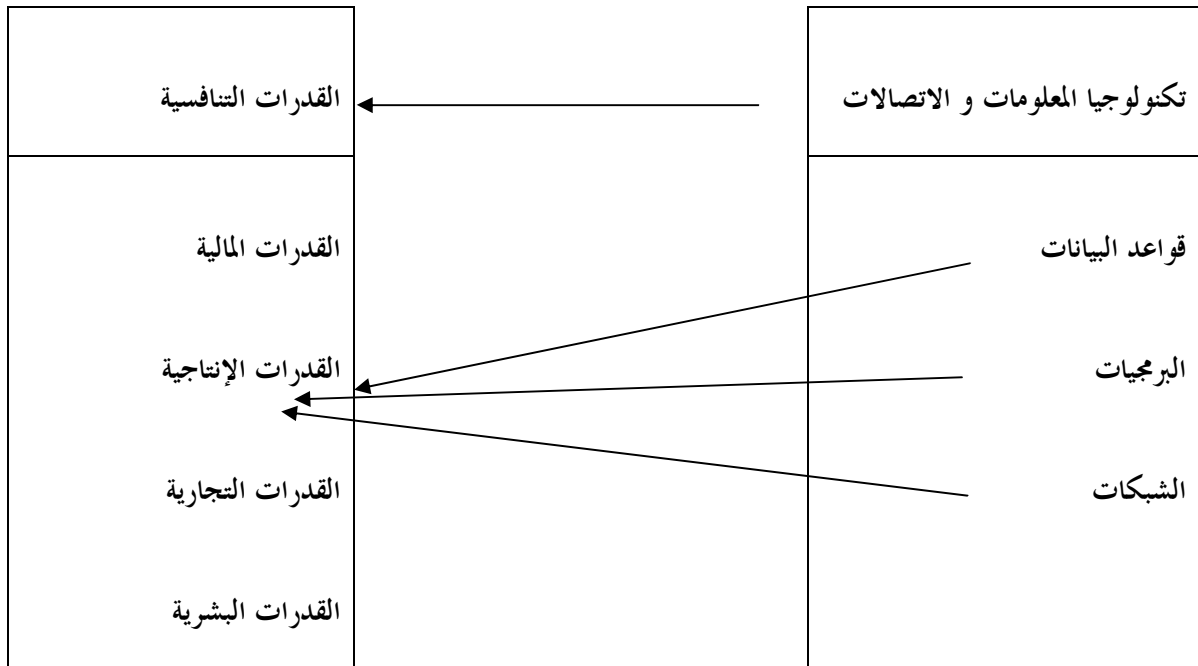 تكنولوجيا المعلومات و الاتصالات
القدرات التنافسية
قواعد البيانات
القدرات المالية
البرمجيات
القدرات الإنتاجية
الشبكات
القدرات التجارية
القدرات البشرية